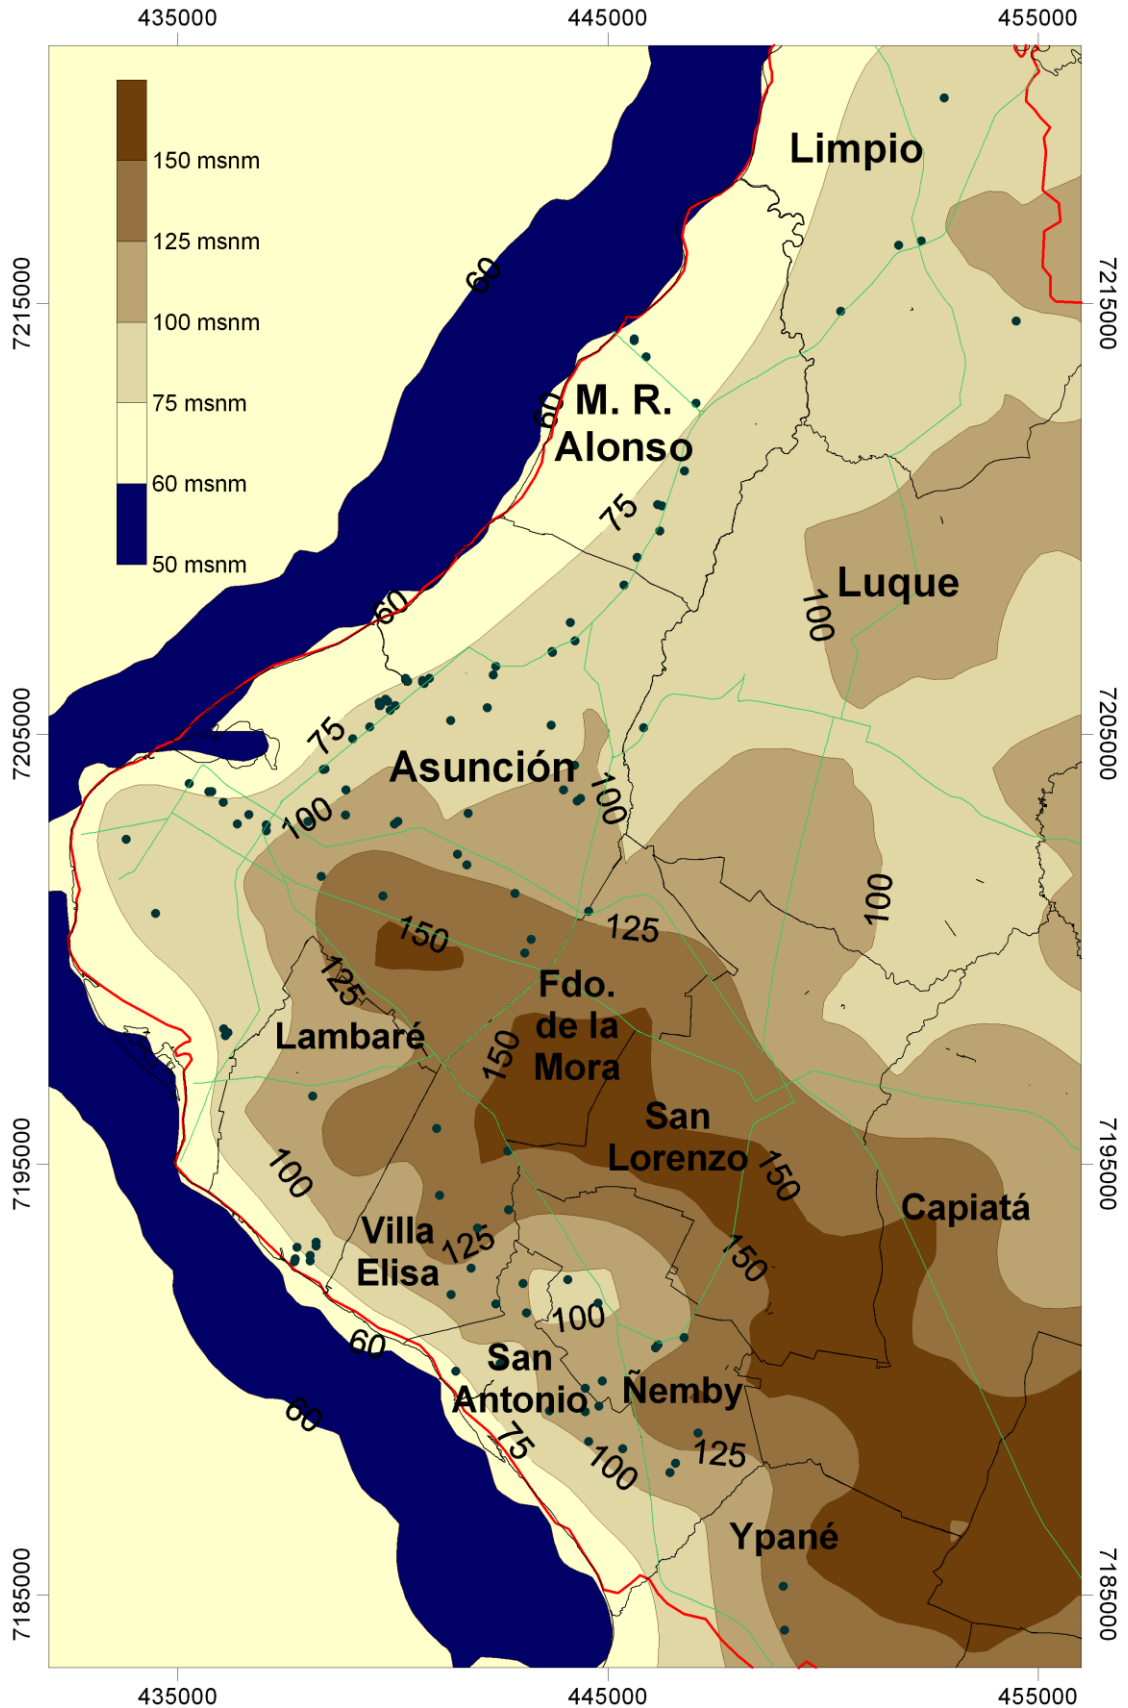 435000
445000
455000
150 msnm
125 msnm
100 msnm
75 msnm
60 msnm
50 msnm
Limpio
60
7215000
7215000
60
M. R.
Alonso
75
Luque
100
60
75
7205000
7205000
Asunción
100
100
100
125
150
125
Fdo.
de la
Mora
Lambaré
150
San
Lorenzo
7195000
7195000
100
150
Capiatá
Villa
Elisa
125
150
100
60
San
Antonio
Ñemby
60
75
100
125
Ypané
7185000
7185000
435000
445000
455000